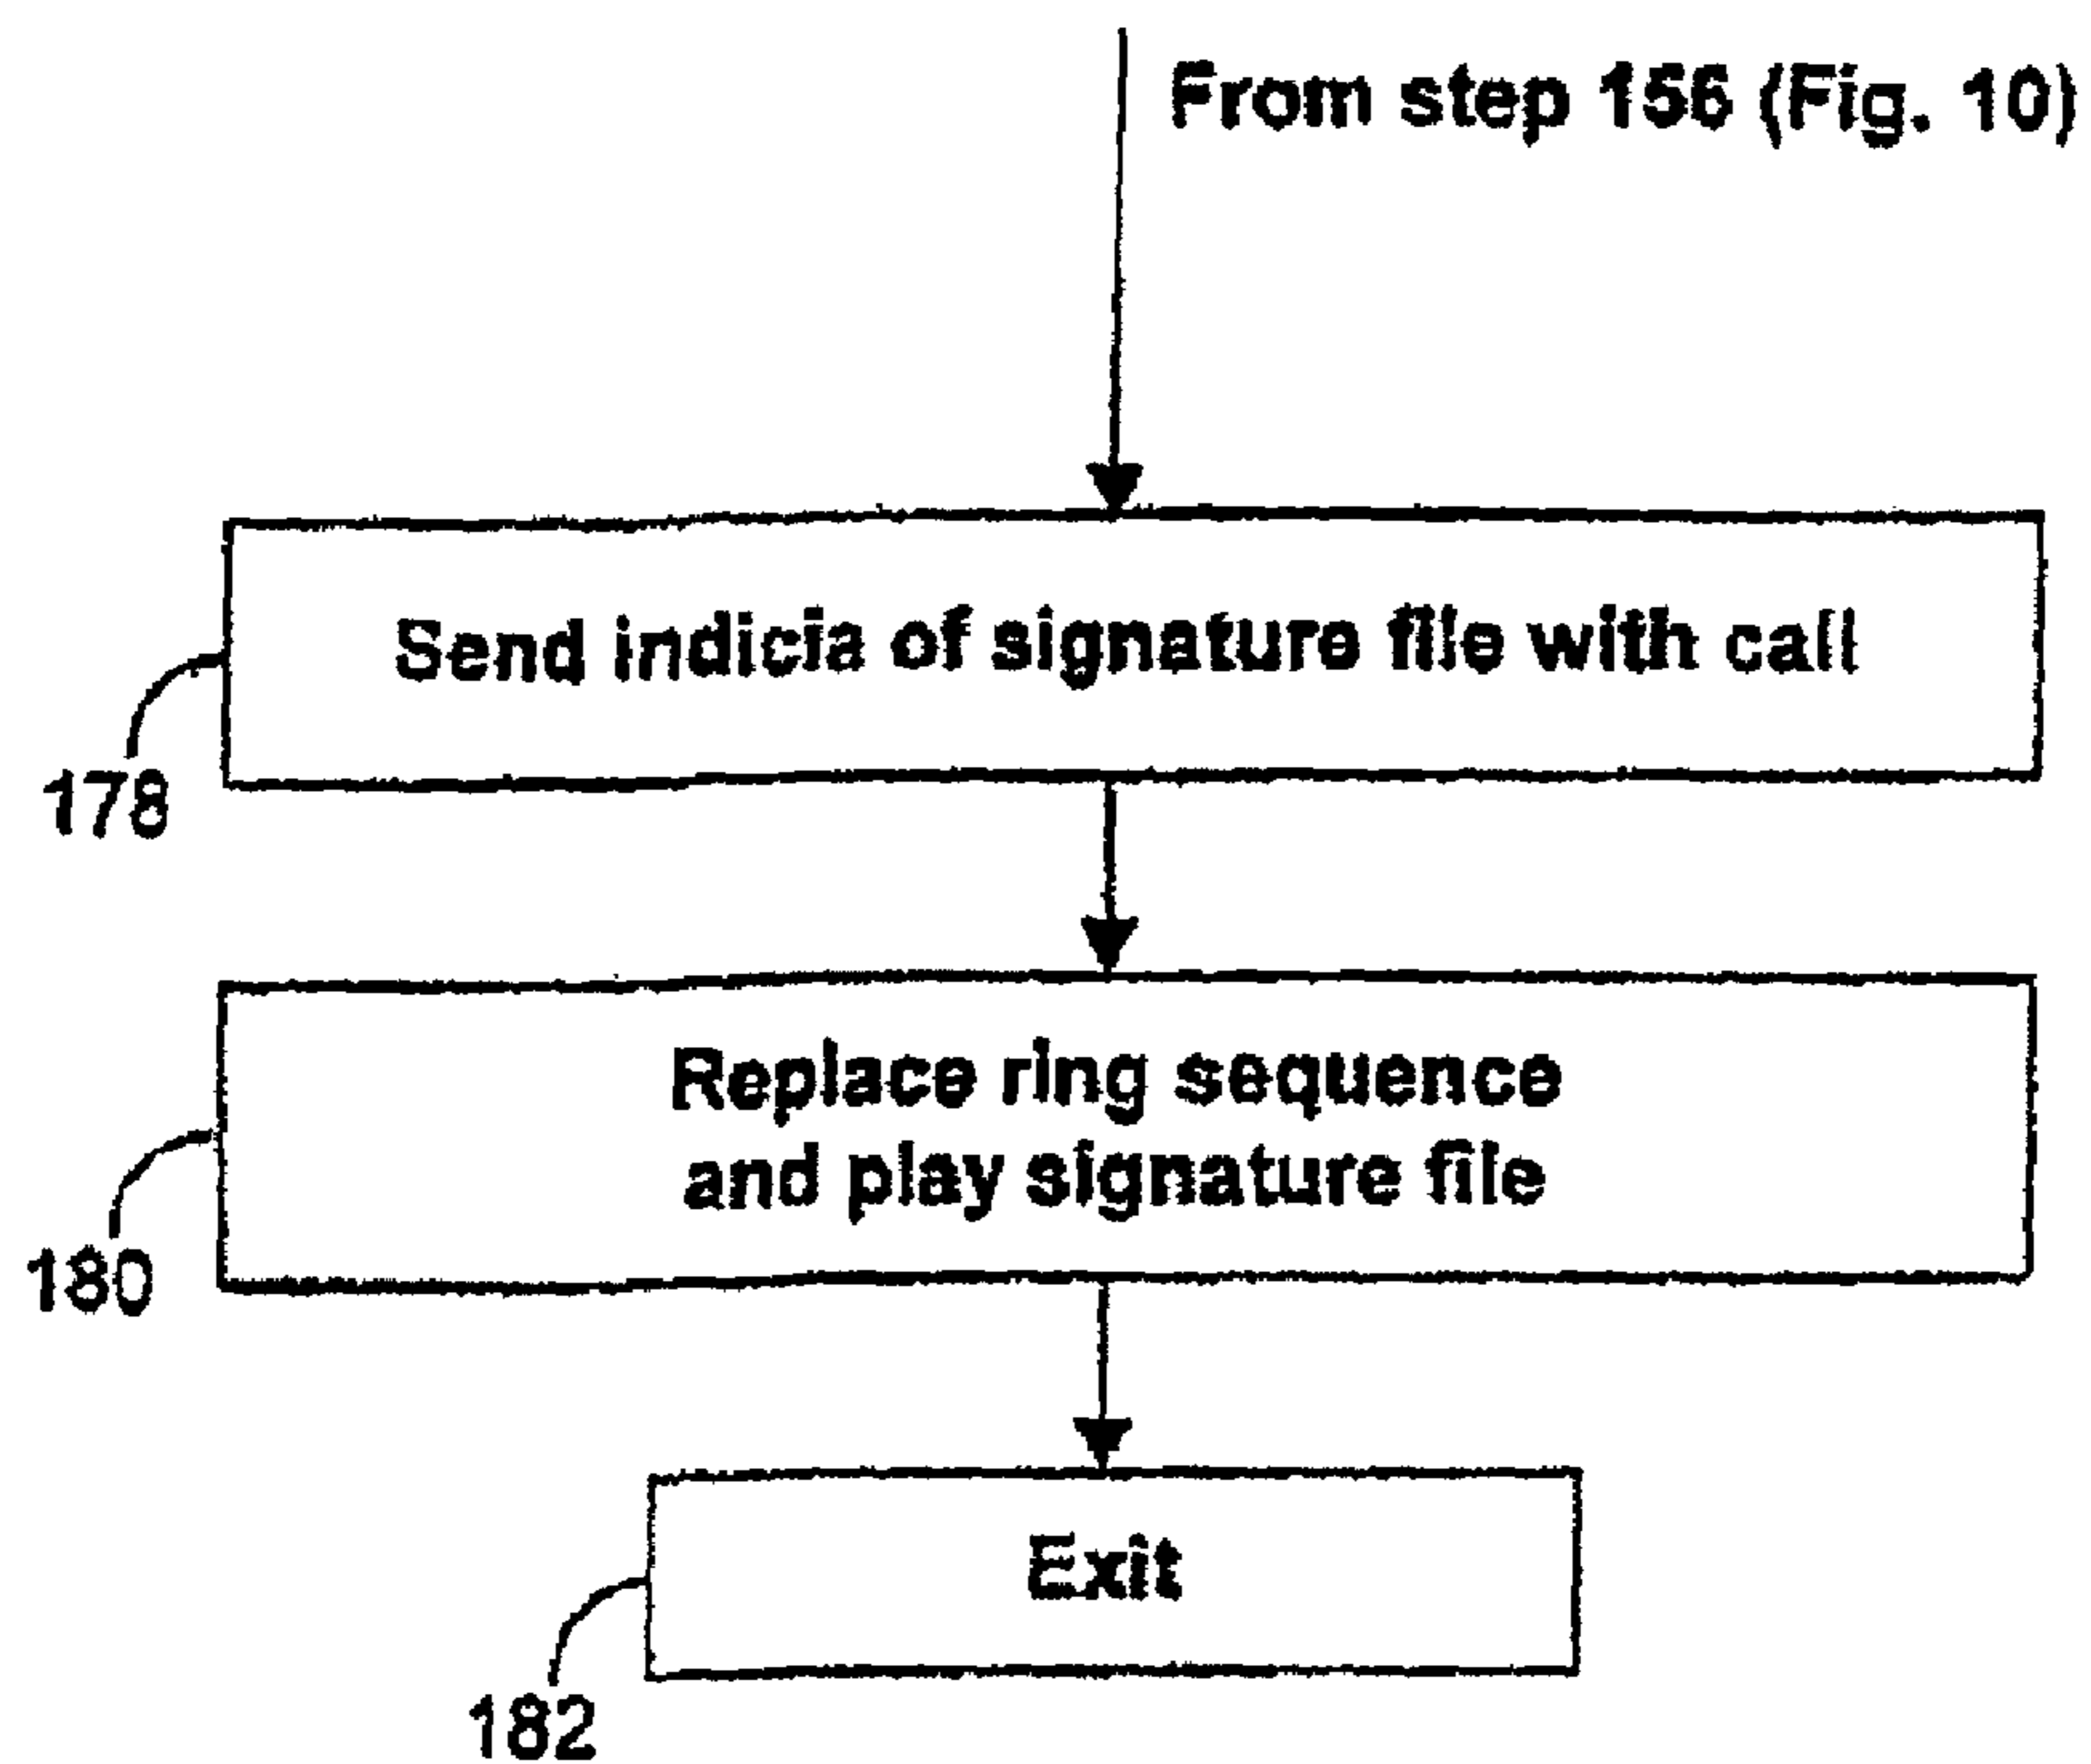 From step 156 (Fig. 10)
Send indicia of signature file with call
178
Replace ring sequence
and play signature file
180
Exit
182